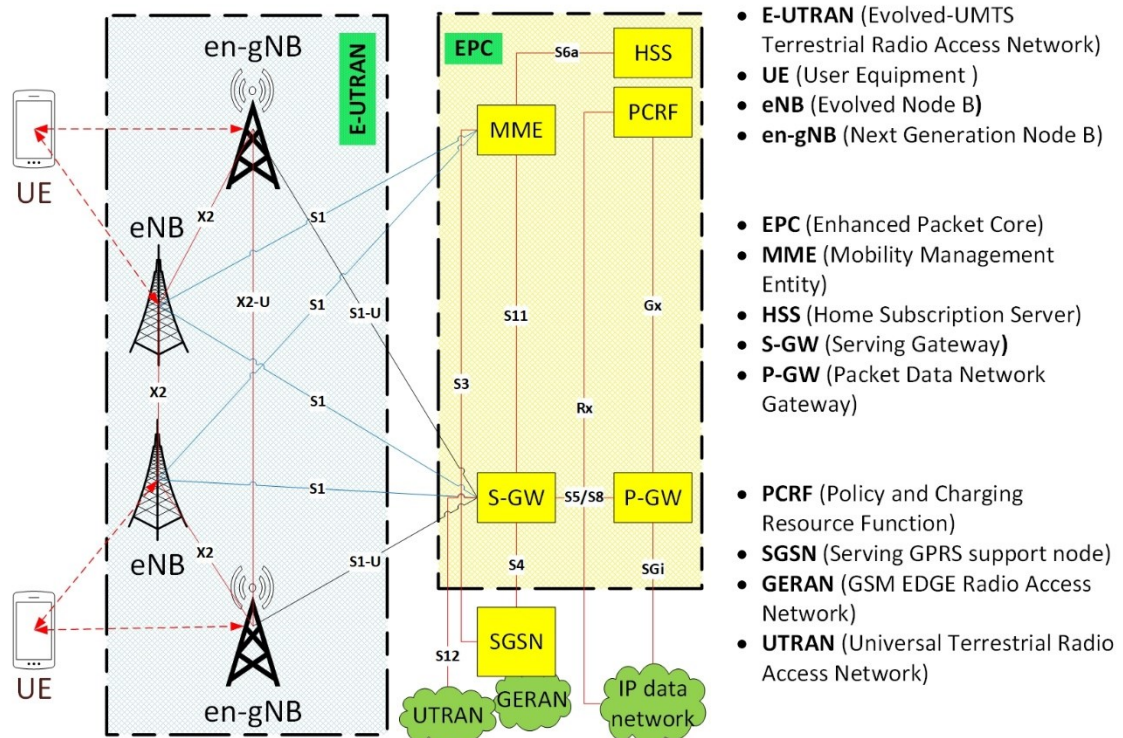 en-gNB
E-UTRAN
EPC
S6a
HSS
MME
PCRF
UE
X2
S1
eNB
S1
X2-U
S1-U
S11
Gx
S3
X2
S1
Rx
S1
S-GW
S5/S8
P-GW
eNB
X2
S1-U
S4
SGi
SGSN
S12
UE
en-gNB
UTRAN
GERAN
IP data
network
• E-UTRAN (Evolved-UMTS
Terrestrial Radio Access Network)
• UE (User Equipment )
• eNB (Evolved Node B)
• en-gNB (Next Generation Node B)
• EPC (Enhanced Packet Core)
• MME (Mobility Management
Entity)
• HSS (Home Subscription Server)
• S-GW (Serving Gateway)
• P-GW (Packet Data Network
Gateway)
• PCRF (Policy and Charging
Resource Function)
• SGSN (Serving GPRS support node)
• GERAN (GSM EDGE Radio Access
Network)
• UTRAN (Universal Terrestrial Radio
Access Network)